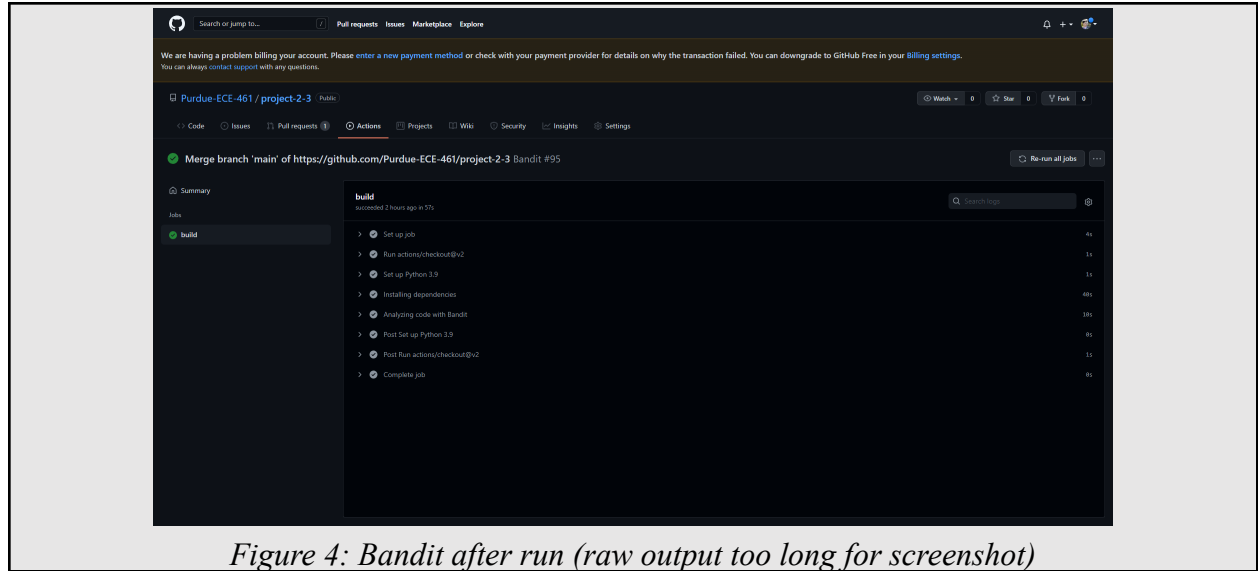 Search or jump to... /
Pull requests Issues Marketplace Explore
We are having a problem billing your account. Please enter a new payment method or check with your payment provider for details on why the transaction failed. You can downgrade to GitHub Free in your Billing settings.
You can always contact support with any questions.
Purdue-ECE-461 / project-2-3 Public
Watch 0 Star 0 Fork 0
Code Issues Pull requests 1 Actions Projects Wiki Security Insights Settings
Merge branch 'main' of https://github.com/Purdue-ECE-461/project-2-3 Bandit #95
Re-run all jobs ...
Summary
Jobs
build
build
succeeded 2 hours ago in 57s
Search logs
Set up job 4s
Run actions/checkout@v2 1s
Set up Python 3.9 1s
Installing dependencies 40s
Analyzing code with Bandit 10s
Post Set up Python 3.9 0s
Post Run actions/checkout@v2 1s
Complete job 0s
Figure 4: Bandit after run (raw output too long for screenshot)